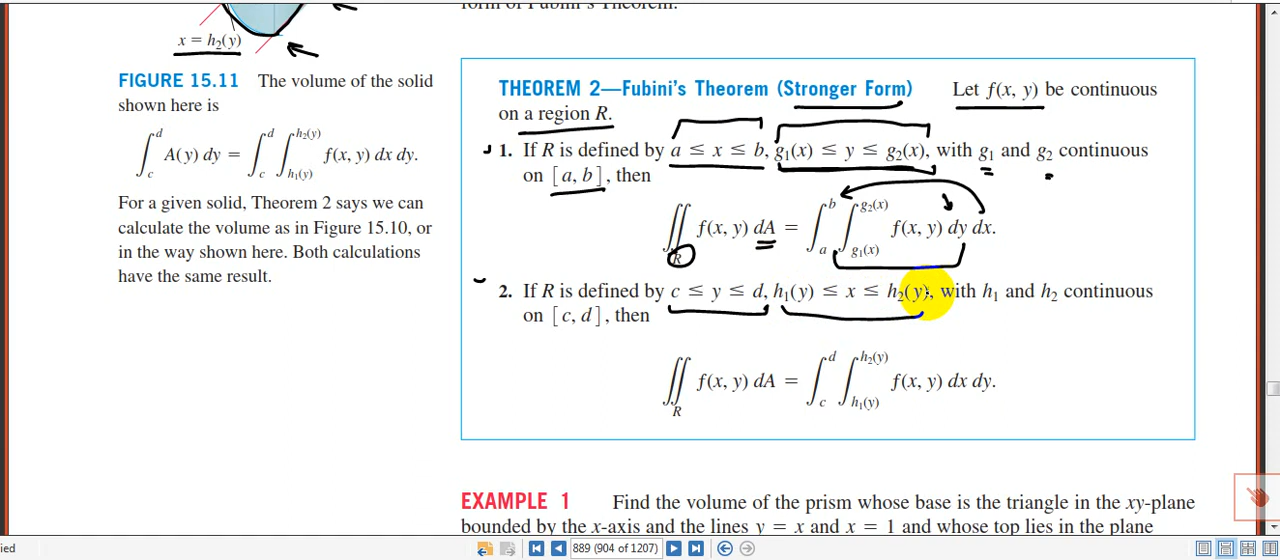 form of Fubini's Theorem.
x = h₂(y)
FIGURE 15.11 The volume of the solid
shown here is
∫_c^d A(y) dy = ∫_c^d ∫_{h₁(y)}^{h₂(y)} f(x, y) dx dy.
For a given solid, Theorem 2 says we can
calculate the volume as in Figure 15.10, or
in the way shown here. Both calculations
have the same result.
THEOREM 2—Fubini's Theorem (Stronger Form) Let f(x, y) be continuous
on a region R.
1. If R is defined by a ≤ x ≤ b, g₁(x) ≤ y ≤ g₂(x), with g₁ and g₂ continuous
on [a, b], then
∬_R f(x, y) dA = ∫_a^b ∫_{g₁(x)}^{g₂(x)} f(x, y) dy dx.
2. If R is defined by c ≤ y ≤ d, h₁(y) ≤ x ≤ h₂(y), with h₁ and h₂ continuous
on [c, d], then
∬_R f(x, y) dA = ∫_c^d ∫_{h₁(y)}^{h₂(y)} f(x, y) dx dy.
EXAMPLE 1 Find the volume of the prism whose base is the triangle in the xy-plane
bounded by the x-axis and the lines y = x and x = 1 and whose top lies in the plane
ied
889 (904 of 1207)